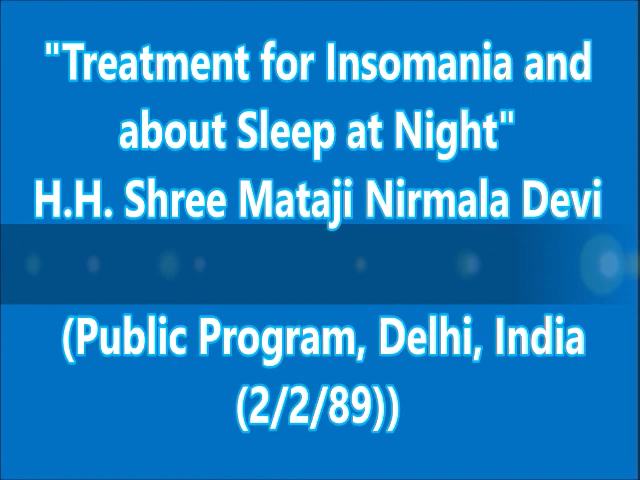 "Treatment for Insomania and
about Sleep at Night"
H.H. Shree Mataji Nirmala Devi
(Public Program, Delhi, India
(2/2/89))